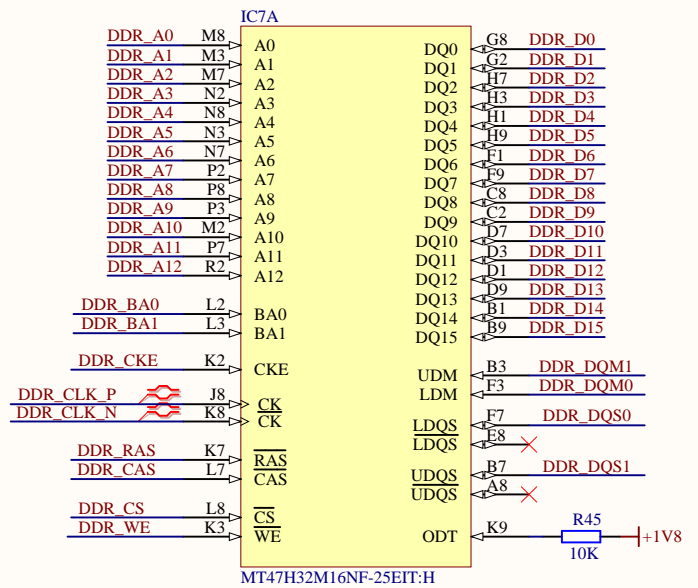 IC7A
DDR_A0 M8 A0 DQ0 G8 DDR_D0
DDR_A1 M3 A1 DQ1 G2 DDR_D1
DDR_A2 M7 A2 DQ2 H7 DDR_D2
DDR_A3 N2 A3 DQ3 H3 DDR_D3
DDR_A4 N8 A4 DQ4 H1 DDR_D4
DDR_A5 N3 A5 DQ5 H9 DDR_D5
DDR_A6 N7 A6 DQ6 F1 DDR_D6
DDR_A7 P2 A7 DQ7 F9 DDR_D7
DDR_A8 P8 A8 DQ8 C8 DDR_D8
DDR_A9 P3 A9 DQ9 C2 DDR_D9
DDR_A10 M2 A10 DQ10 D7 DDR_D10
DDR_A11 P7 A11 DQ11 D3 DDR_D11
DDR_A12 R2 A12 DQ12 D1 DDR_D12
DQ13 D9 DDR_D13
DDR_BA0 L2 BA0 DQ14 B1 DDR_D14
DDR_BA1 L3 BA1 DQ15 B9 DDR_D15
DDR_CKE K2 CKE UDM B3 DDR_DQM1
LDM F3 DDR_DQM0
DDR_CLK_P J8 CK
DDR_CLK_N K8 CK LDQS F7 DDR_DQS0
LDQS E8
DDR_RAS K7 RAS
DDR_CAS L7 CAS UDQS B7 DDR_DQS1
UDQS A8
DDR_CS L8 CS
DDR_WE K3 WE ODT K9 R45 10K +1V8
MT47H32M16NF-25EIT:H